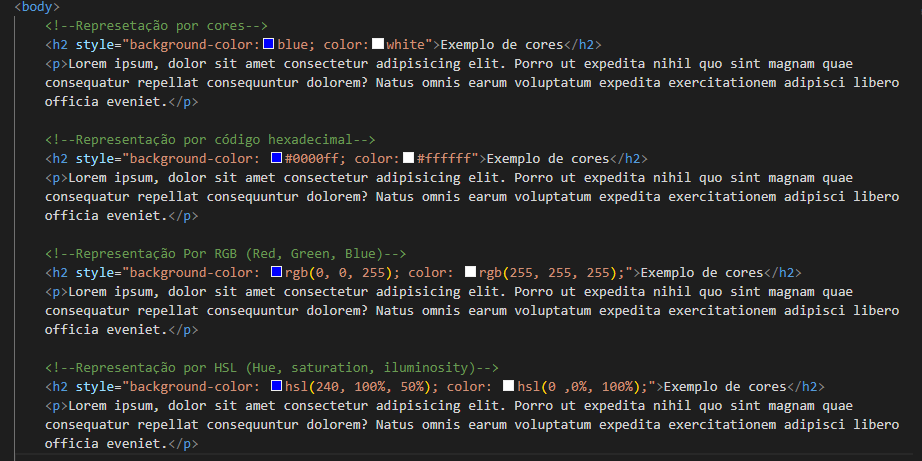 <body>
<!--Represetação por cores-->
<h2 style="background-color:blue; color:white">Exemplo de cores</h2>
<p>Lorem ipsum, dolor sit amet consectetur adipisicing elit. Porro ut expedita nihil quo sint magnam quae
consequatur repellat consequuntur dolorem? Natus omnis earum voluptatum expedita exercitationem adipisci libero
officia eveniet.</p>
<!--Representação por código hexadecimal-->
<h2 style="background-color: #0000ff; color:#ffffff">Exemplo de cores</h2>
<p>Lorem ipsum, dolor sit amet consectetur adipisicing elit. Porro ut expedita nihil quo sint magnam quae
consequatur repellat consequuntur dolorem? Natus omnis earum voluptatum expedita exercitationem adipisci libero
officia eveniet.</p>
<!--Representação Por RGB (Red, Green, Blue)-->
<h2 style="background-color: rgb(0, 0, 255); color: rgb(255, 255, 255);">Exemplo de cores</h2>
<p>Lorem ipsum, dolor sit amet consectetur adipisicing elit. Porro ut expedita nihil quo sint magnam quae
consequatur repellat consequuntur dolorem? Natus omnis earum voluptatum expedita exercitationem adipisci libero
officia eveniet.</p>
<!--Representação por HSL (Hue, saturation, iluminosity)-->
<h2 style="background-color: hsl(240, 100%, 50%); color: hsl(0 ,0%, 100%);">Exemplo de cores</h2>
<p>Lorem ipsum, dolor sit amet consectetur adipisicing elit. Porro ut expedita nihil quo sint magnam quae
consequatur repellat consequuntur dolorem? Natus omnis earum voluptatum expedita exercitationem adipisci libero
officia eveniet.</p>